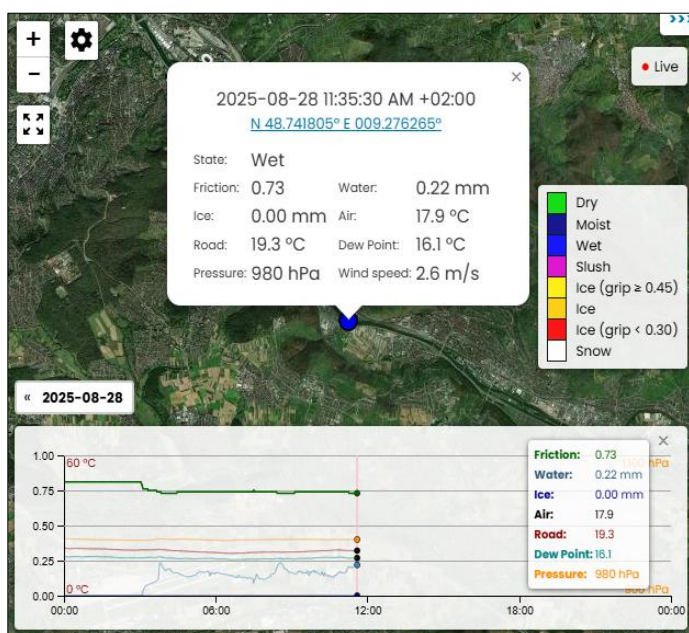 +
−
>>>
Live
×
2025-08-28 11:35:30 AM +02:00
N 48.741805° E 009.276265°
State: Wet
Friction: 0.73 Water: 0.22 mm
Ice: 0.00 mm Air: 17.9 °C
Road: 19.3 °C Dew Point: 16.1 °C
Pressure: 980 hPa Wind speed: 2.6 m/s
Dry
Moist
Wet
Slush
Ice (grip ≥ 0.45)
Ice
Ice (grip < 0.30)
Snow
« 2025-08-28
×
1.00
60 °C
hPa
0.75
0.50
0.25
0.00
0 °C
hPa
00:00 06:00 12:00 18:00 00:00
Friction: 0.73
Water: 0.22 mm
Ice: 0.00 mm
Air: 17.9
Road: 19.3
Dew Point: 16.1
Pressure: 980 hPa